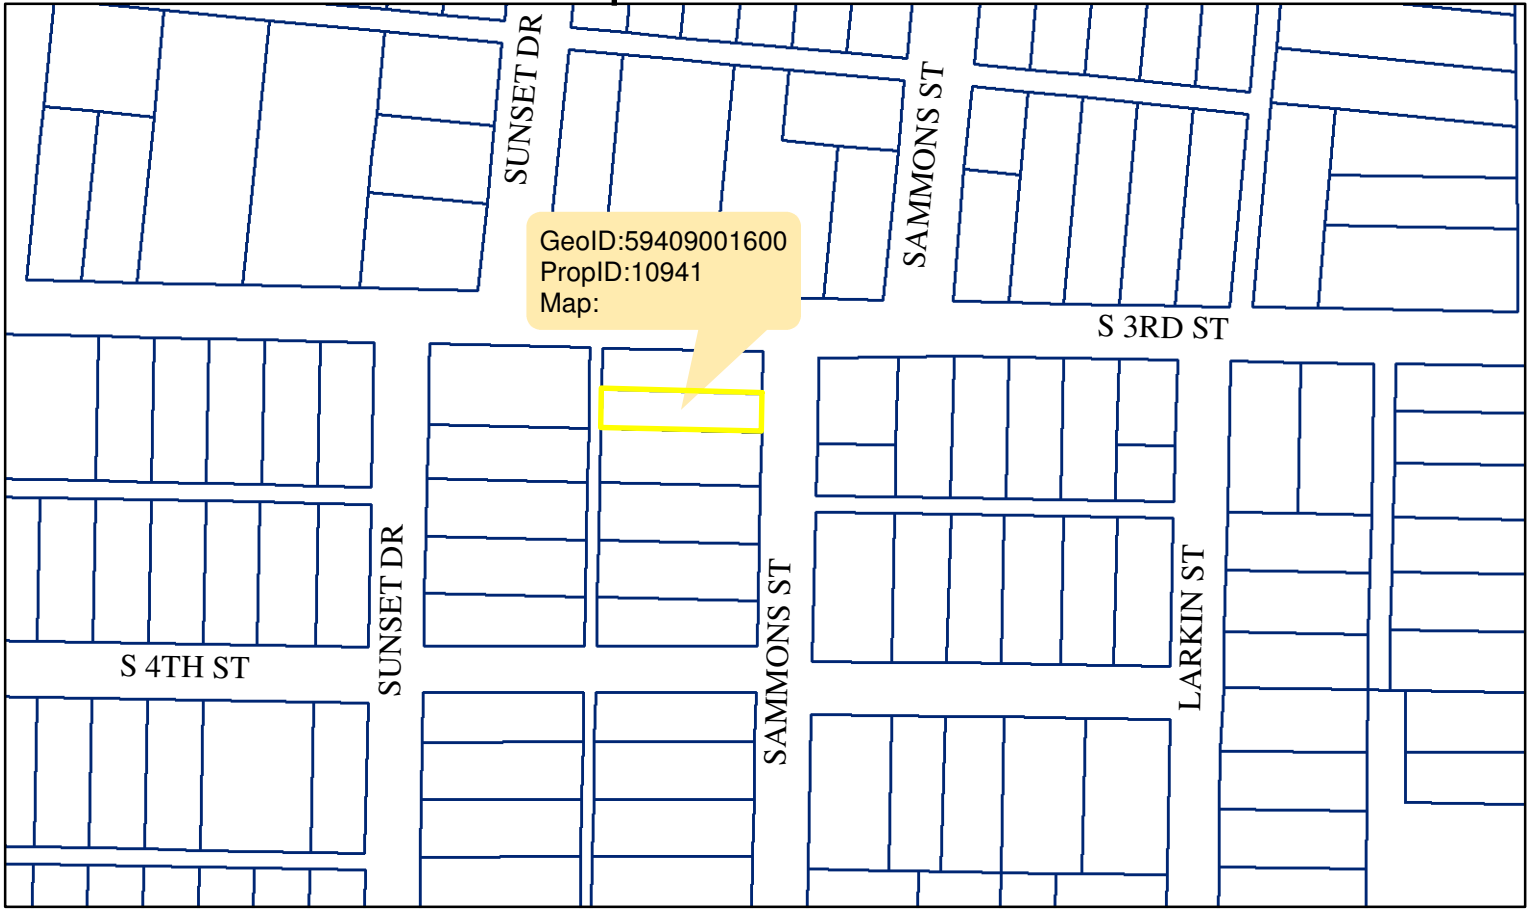 SUNSET DR
SAMMONS ST
GeoID:59409001600
PropID:10941
Map:
S 3RD ST
SUNSET DR
SAMMONS ST
LARKIN ST
S 4TH ST